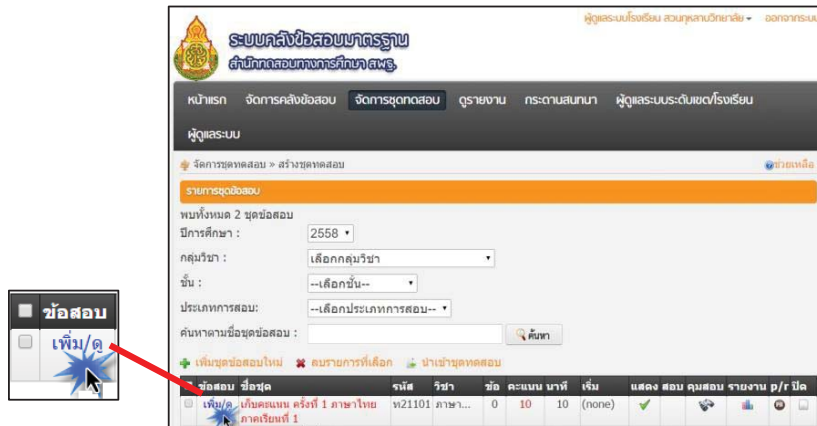 ผู้ดูแลระบบโรงเรียน สวนกุหลาบวิทยาลัย ออกจากระบบ
ระบบคลังข้อสอบมาตรฐาน
สำนักทดสอบทางการศึกษา สพฐ.
หน้าแรก จัดการคลังข้อสอบ จัดการชุดทดสอบ ดูรายงาน กระดานสนทนา ผู้ดูแลระบบระดับเขต/โรงเรียน
ผู้ดูแลระบบ
จัดการชุดทดสอบ » สร้างชุดทดสอบ ช่วยเหลือ
รายการชุดข้อสอบ
พบทั้งหมด 2 ชุดข้อสอบ
ปีการศึกษา : 2558
กลุ่มวิชา : เลือกกลุ่มวิชา
ชั้น : --เลือกชั้น--
ประเภทการสอบ: --เลือกประเภทการสอบ--
ค้นหาตามชื่อชุดข้อสอบ : ค้นหา
เพิ่มชุดข้อสอบใหม่ ลบรายการที่เลือก นำเข้าชุดทดสอบ
ข้อสอบ ชื่อชุด รหัส วิชา ข้อ คะแนน นาที เริ่ม แสดง สอบ คุมสอบ รายงาน p/r ปิด
เพิ่ม/ดู เก็บคะแนน ครั้งที่ 1 ภาษาไทย ท21101 ภาษา... 0 10 10 (none)
ภาคเรียนที่ 1
ข้อสอบ
เพิ่ม/ดู